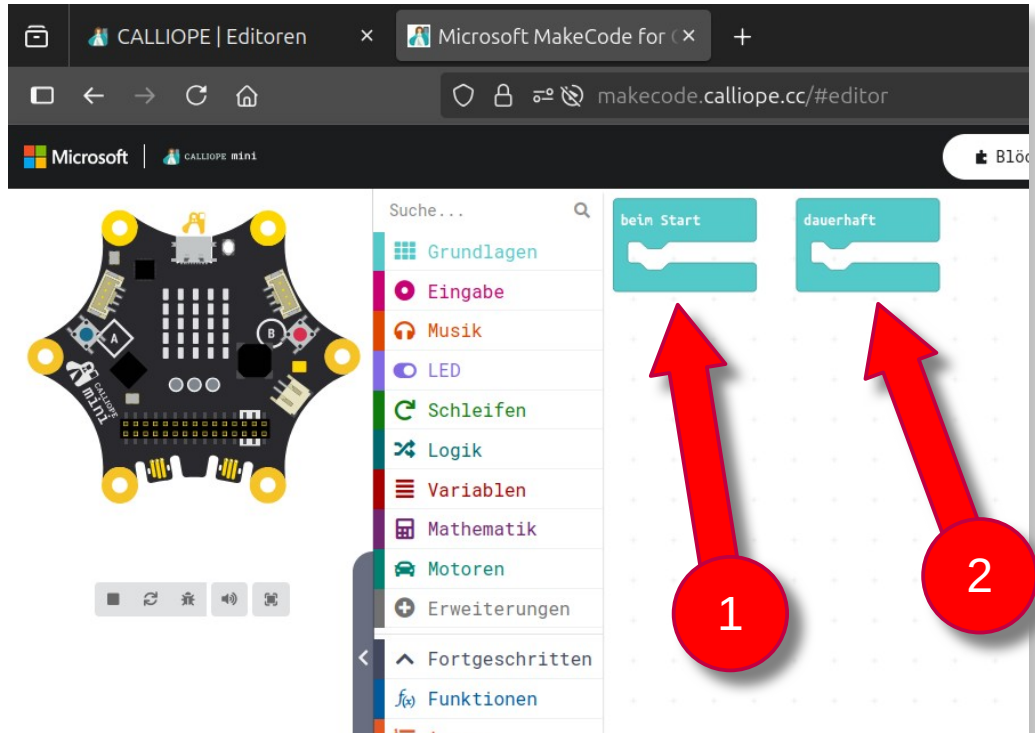 CALLIOPE | Editoren
Microsoft MakeCode for
makecode.calliope.cc/#editor
Microsoft
CALLIOPE mini
Blöc
A
B
CALLIOPE
mini
Suche...
Grundlagen
Eingabe
Musik
LED
Schleifen
Logik
Variablen
Mathematik
Motoren
Erweiterungen
Fortgeschritten
f(x) Funktionen
beim Start
dauerhaft
1
2